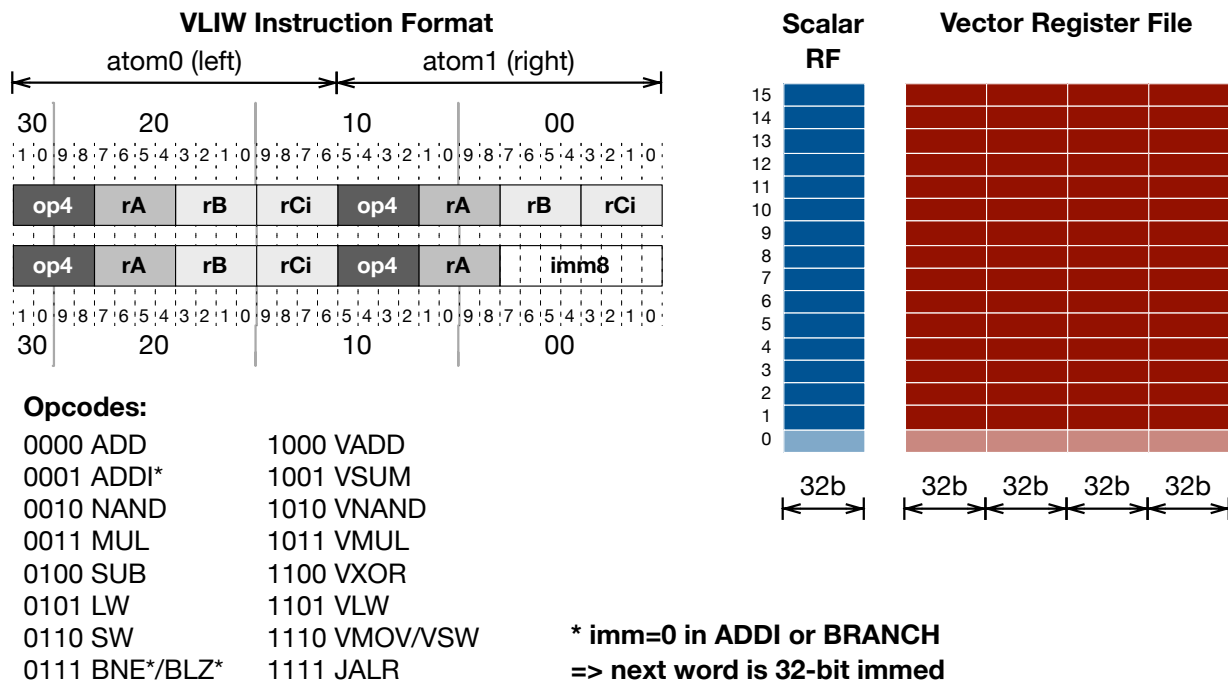 VLIW Instruction Format
atom0 (left) atom1 (right)
30 20 10 00
1 0 9 8 7 6 5 4 3 2 1 0 9 8 7 6 5 4 3 2 1 0 9 8 7 6 5 4 3 2 1 0
op4 rA rB rCi op4 rA rB rCi
op4 rA rB rCi op4 rA imm8
1 0 9 8 7 6 5 4 3 2 1 0 9 8 7 6 5 4 3 2 1 0 9 8 7 6 5 4 3 2 1 0
30 20 10 00
Opcodes:
0000 ADD
0001 ADDI*
0010 NAND
0011 MUL
0100 SUB
0101 LW
0110 SW
0111 BNE*/BLZ*
1000 VADD
1001 VSUM
1010 VNAND
1011 VMUL
1100 VXOR
1101 VLW
1110 VMOV/VSW
1111 JALR
Scalar
RF
Vector Register File
15
14
13
12
11
10
9
8
7
6
5
4
3
2
1
0
32b 32b 32b 32b 32b
* imm=0 in ADDI or BRANCH
=> next word is 32-bit immed